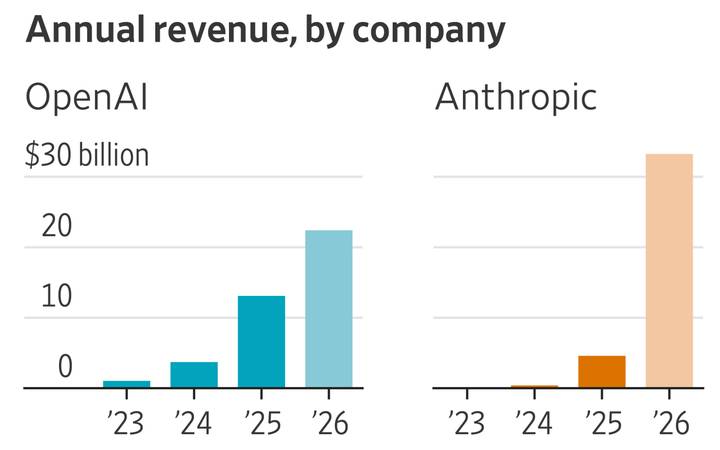 Annual revenue, by company
OpenAI
$30 billion
20
10
0
’23 ’24 ’25 ’26
Anthropic
’23 ’24 ’25 ’26